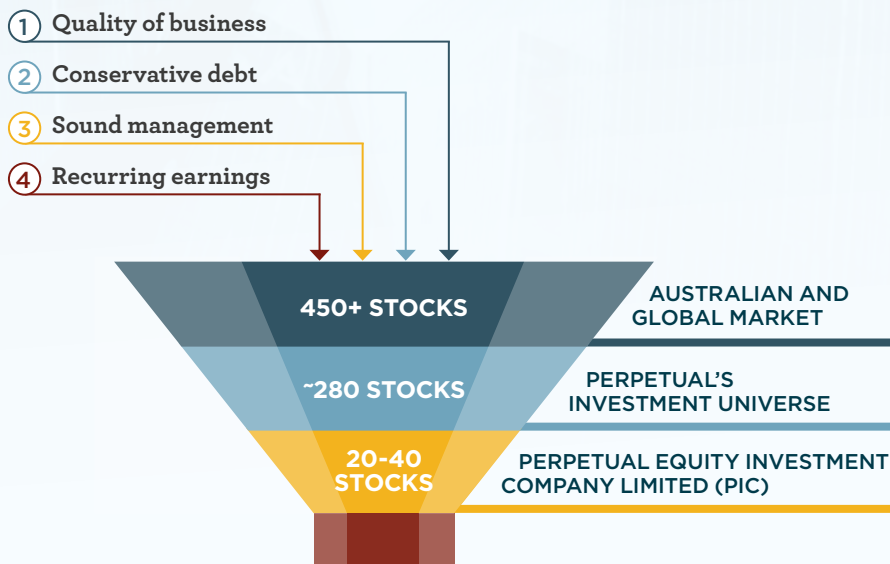 1 Quality of business
2 Conservative debt
3 Sound management
4 Recurring earnings
450+ STOCKS
AUSTRALIAN AND
GLOBAL MARKET
~280 STOCKS
PERPETUAL'S
INVESTMENT UNIVERSE
20-40
STOCKS
PERPETUAL EQUITY INVESTMENT
COMPANY LIMITED (PIC)